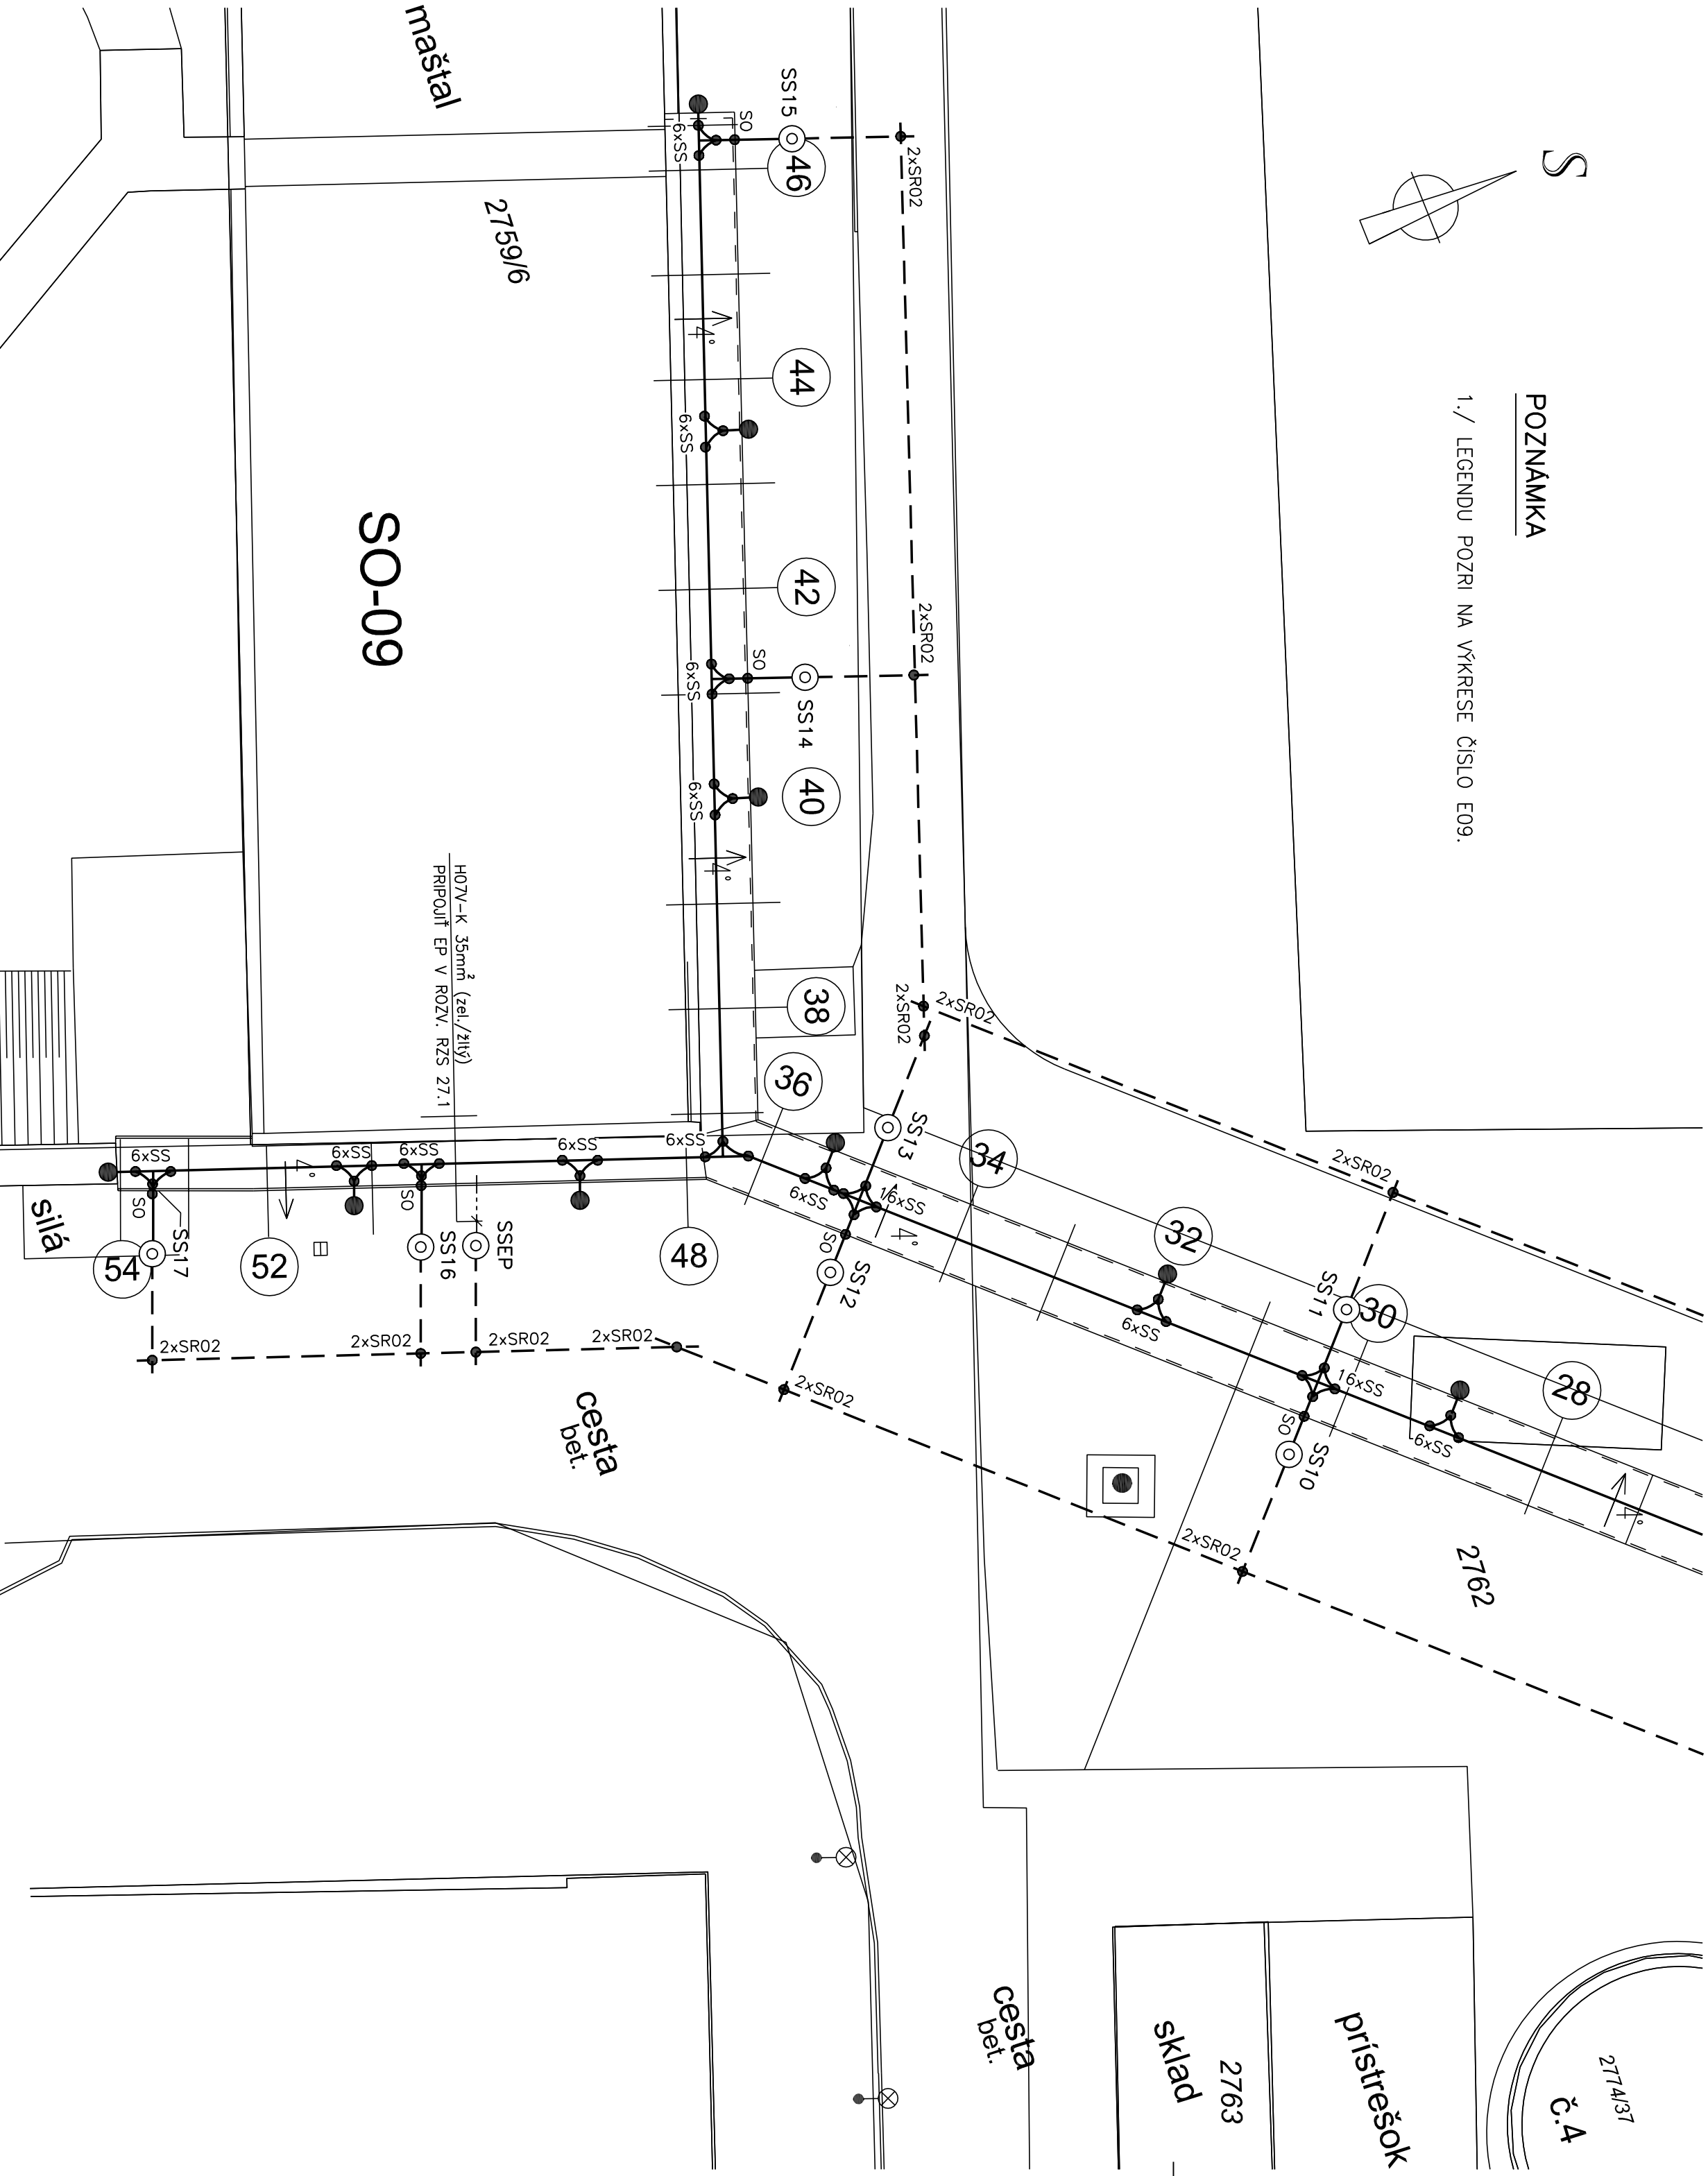 S
POZNÁMKA
1./ LEGENDU POZRI NA VÝKRESE ČÍSLO E09.
maštal
2759/6
SO-09
SS15
SO
6xSS
46
2xSR02
4°
44
6xSS
42
2xSR02
SO
6xSS
SS14
40
6xSS
4°
38
2xSR02
2xSR02
H07V-K 35mm² (zel./žltý)
PRIPOJIŤ EP V ROZV. RZS 27.1
36
SS13
34
2xSR02
6xSS
6xSS
6xSS
6xSS
6xSS
4°
6xSS
16xSS
4°
SO
SS12
32
6xSS
SS11
30
16xSS
SO
SS10
28
6xSS
4°
silá
SO
SS17
54
52
SO
SS16
SSEP
48
2xSR02
2xSR02
2xSR02
2xSR02
2xSR02
2xSR02
cesta
bet.
2762
cesta
bet.
sklad
2763
prístrešok
2774/37
č.4